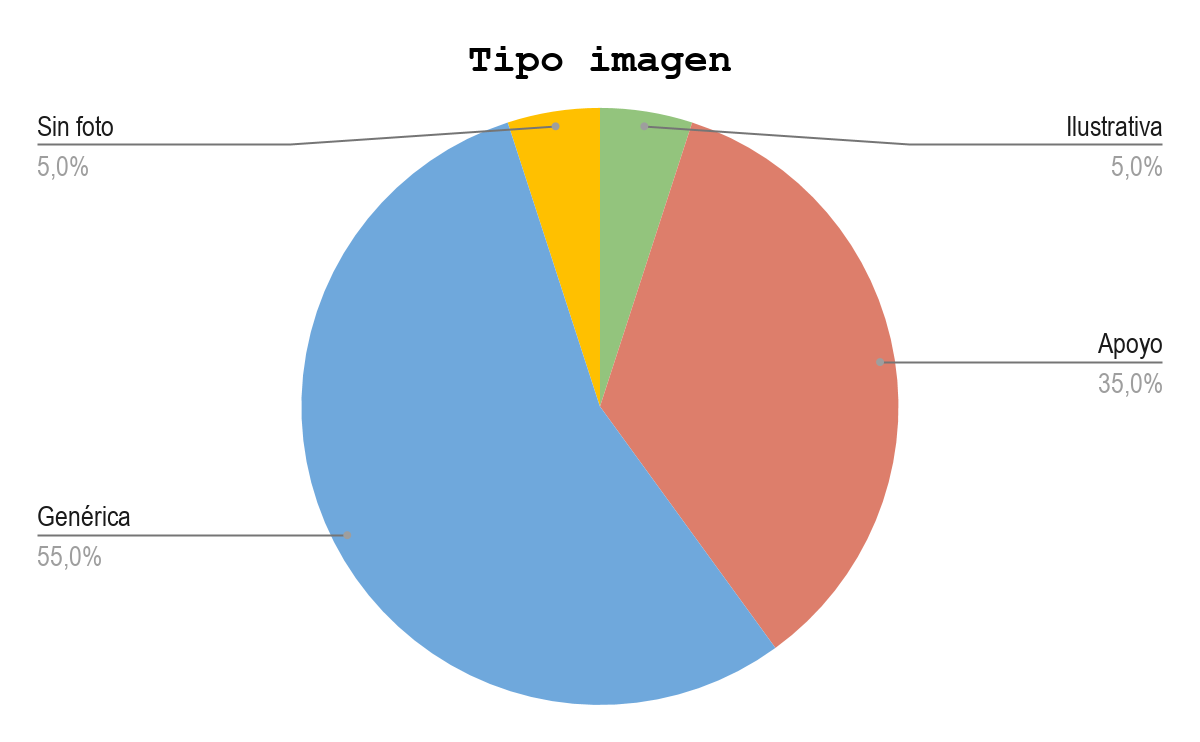 Tipo imagen
Sin foto
5,0%
Ilustrativa
5,0%
Apoyo
35,0%
Genérica
55,0%